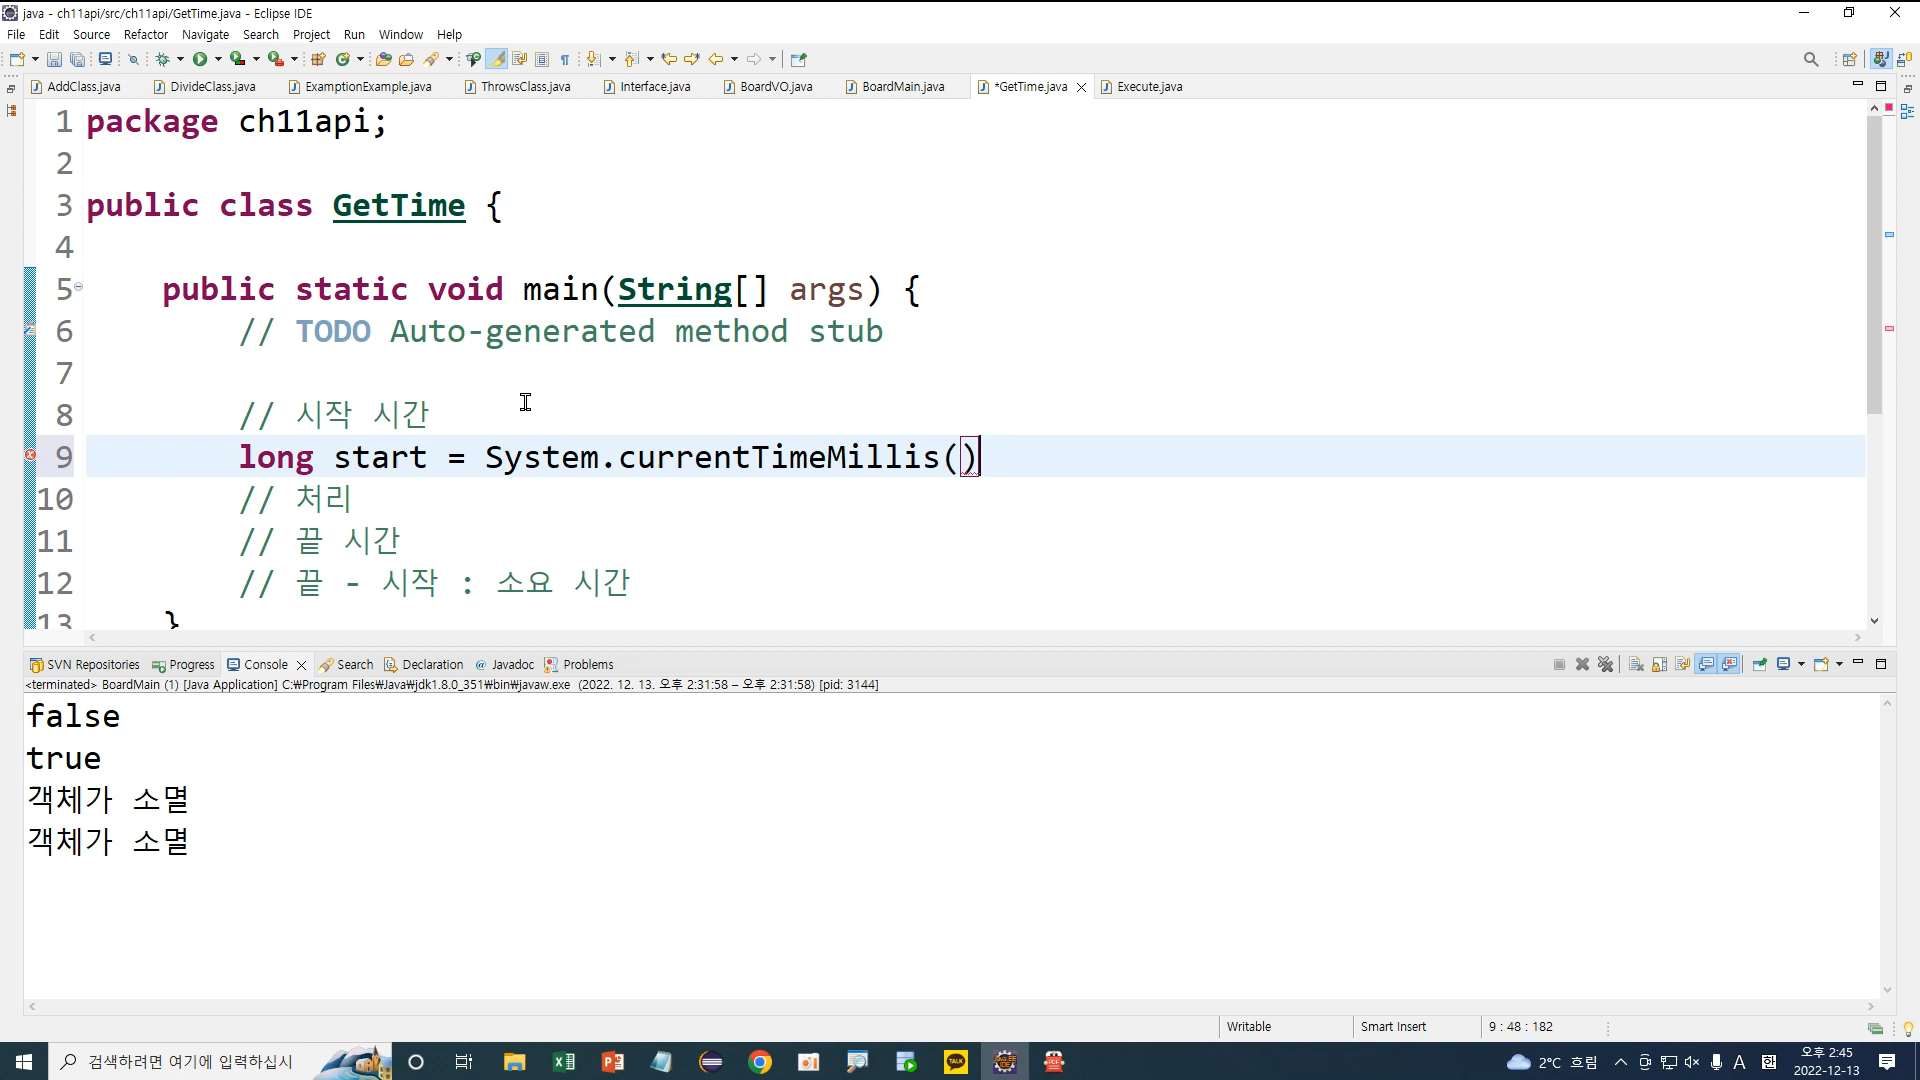 java - ch11api/src/ch11api/GetTime.java - Eclipse IDE
File Edit Source Refactor Navigate Search Project Run Window Help
AddClass.java DivideClass.java ExamptionExample.java ThrowsClass.java Interface.java BoardVO.java BoardMain.java *GetTime.java Execute.java
1 package ch11api;
2
3 public class GetTime {
4
5 public static void main(String[] args) {
6 // TODO Auto-generated method stub
7
8 // 시작 시간
9 long start = System.currentTimeMillis()
10 // 처리
11 // 끝 시간
12 // 끝 - 시작 : 소요 시간
13 }
SVN Repositories Progress Console Search Declaration @ Javadoc Problems
<terminated> BoardMain (1) [Java Application] C:₩Program Files₩Java₩jdk1.8.0_351₩bin₩javaw.exe (2022. 12. 13. 오후 2:31:58 – 오후 2:31:58) [pid: 3144]
false
true
객체가 소멸
객체가 소멸
Writable Smart Insert 9 : 48 : 182
검색하려면 여기에 입력하십시 2°C 흐림 A 한 오후 2:45
2022-12-13